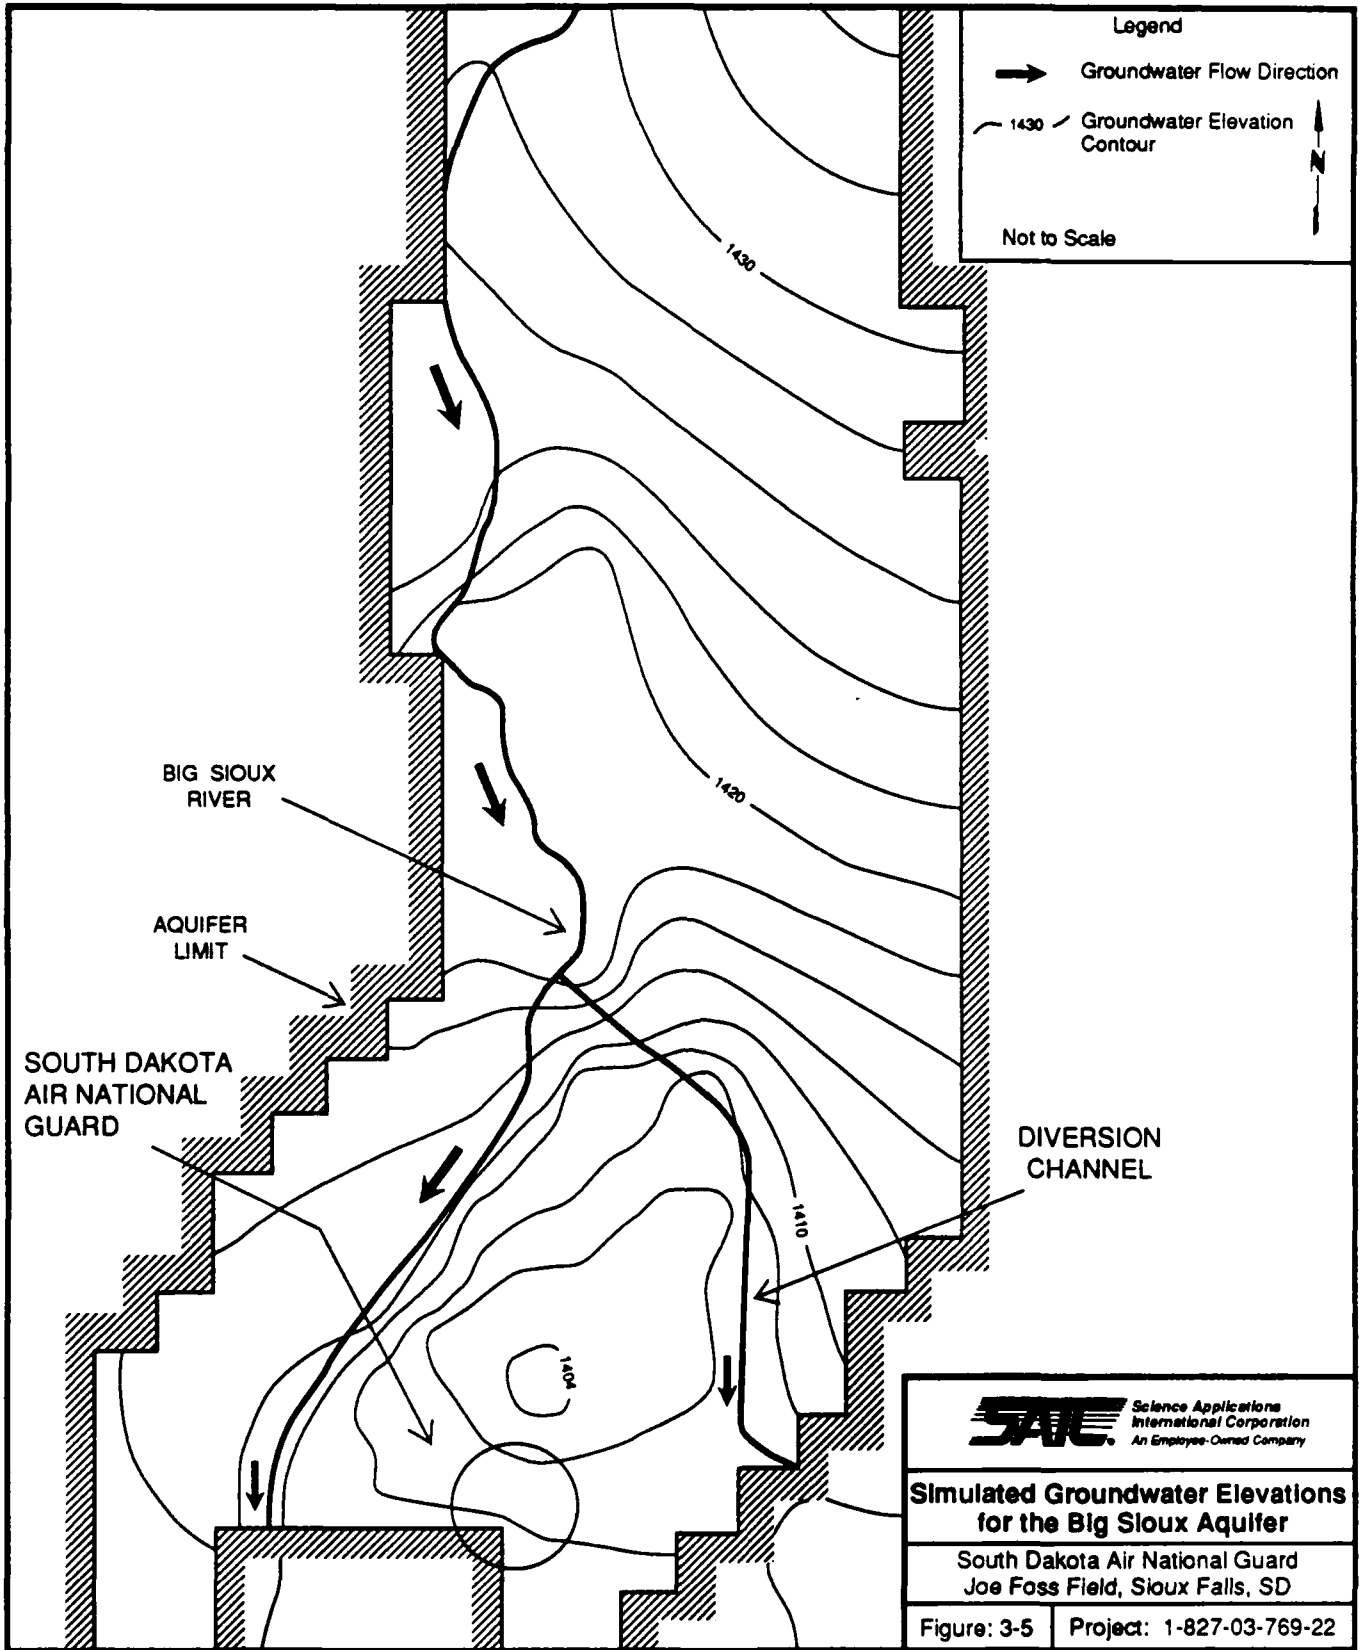 Legend
Groundwater Flow Direction
1430 Groundwater Elevation
Contour
N
Not to Scale
1430
1420
BIG SIOUX
RIVER
AQUIFER
LIMIT
SOUTH DAKOTA
AIR NATIONAL
GUARD
DIVERSION
CHANNEL
1410
1404
SAIC.
Science Applications
International Corporation
An Employee-Owned Company
Simulated Groundwater Elevations
for the Big Sioux Aquifer
South Dakota Air National Guard
Joe Foss Field, Sioux Falls, SD
Figure: 3-5
Project: 1-827-03-769-22